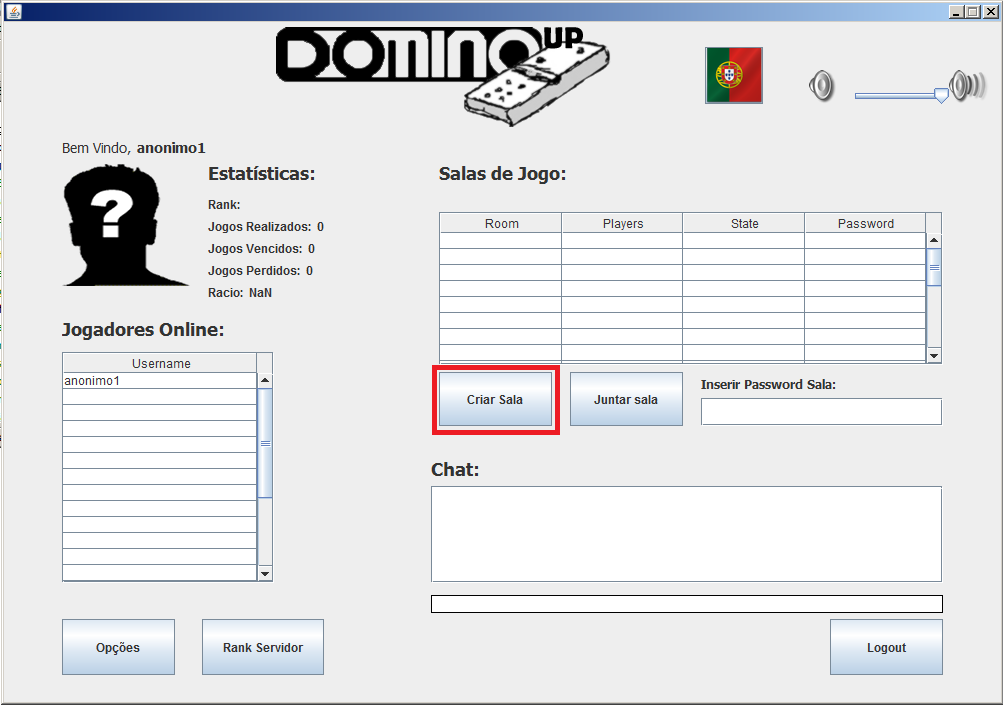 DOMINO UP
Bem Vindo, anonimo1
?
Estatísticas:
Rank:
Jogos Realizados: 0
Jogos Vencidos: 0
Jogos Perdidos: 0
Racio: NaN
Jogadores Online:
Username
anonimo1
Salas de Jogo:
Room Players State Password
Criar Sala
Juntar sala
Inserir Password Sala:
Chat:
Opções
Rank Servidor
Logout